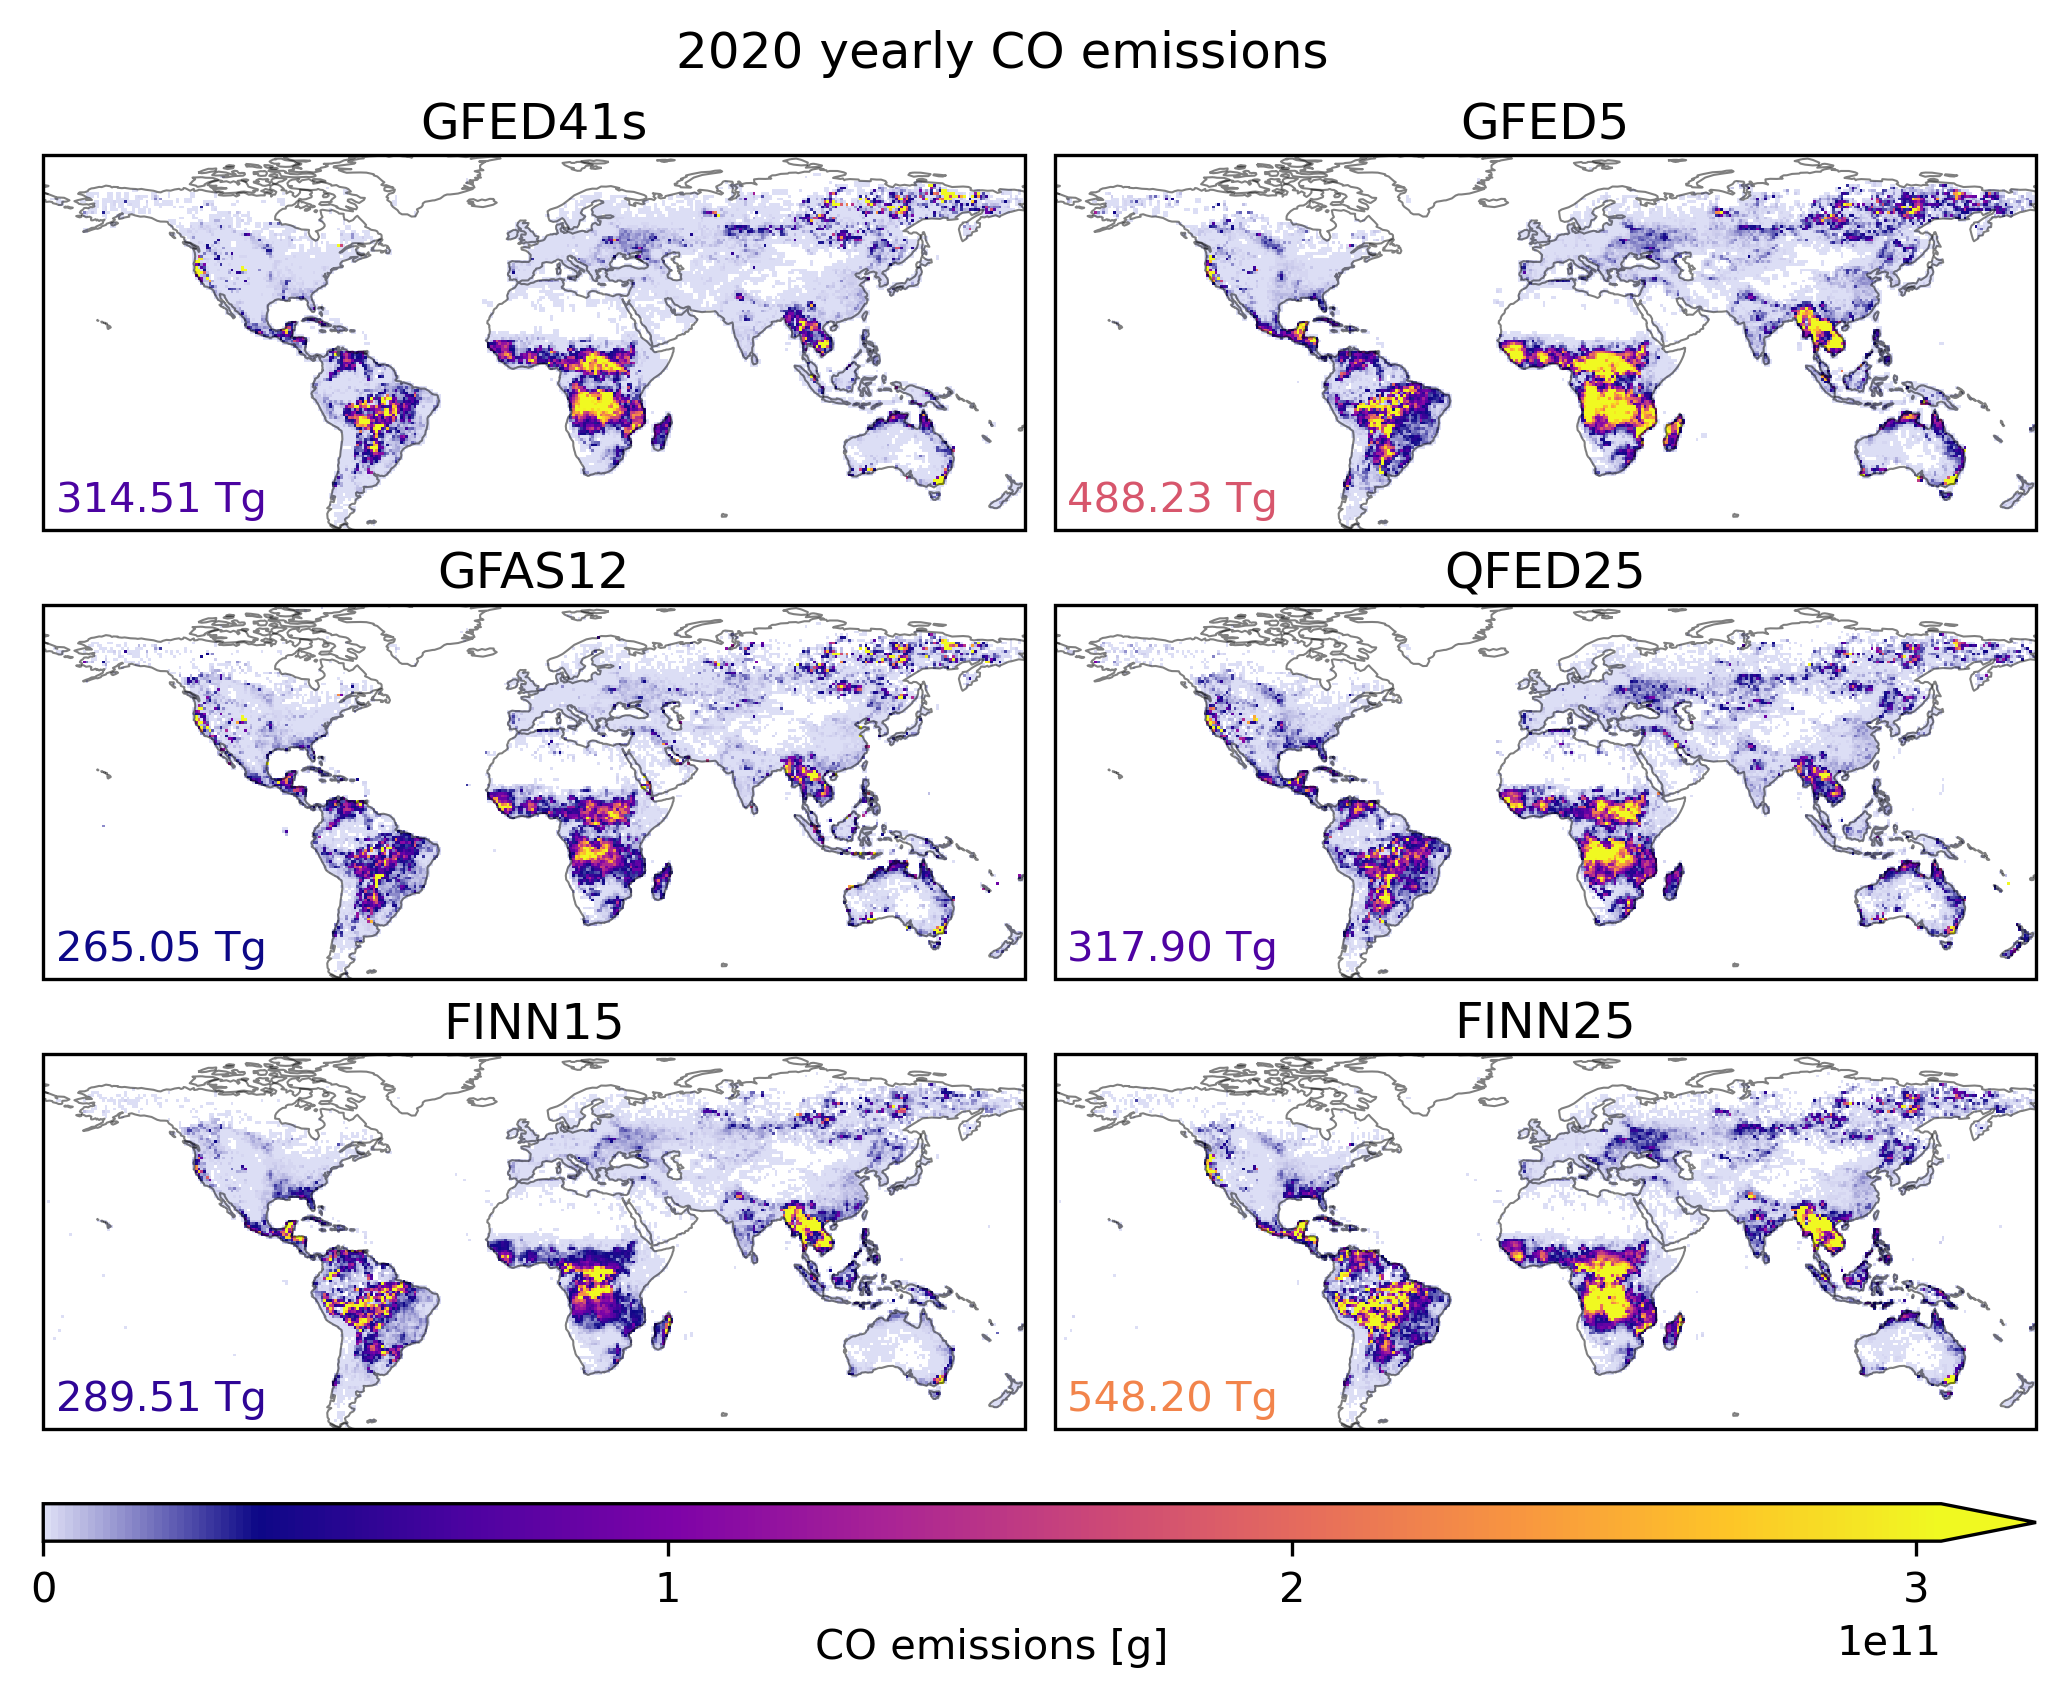 2020 yearly CO emissions
GFED41s
GFED5
314.51 Tg
488.23 Tg
GFAS12
QFED25
265.05 Tg
317.90 Tg
FINN15
FINN25
289.51 Tg
548.20 Tg
0 1 2 3
1e11
CO emissions [g]